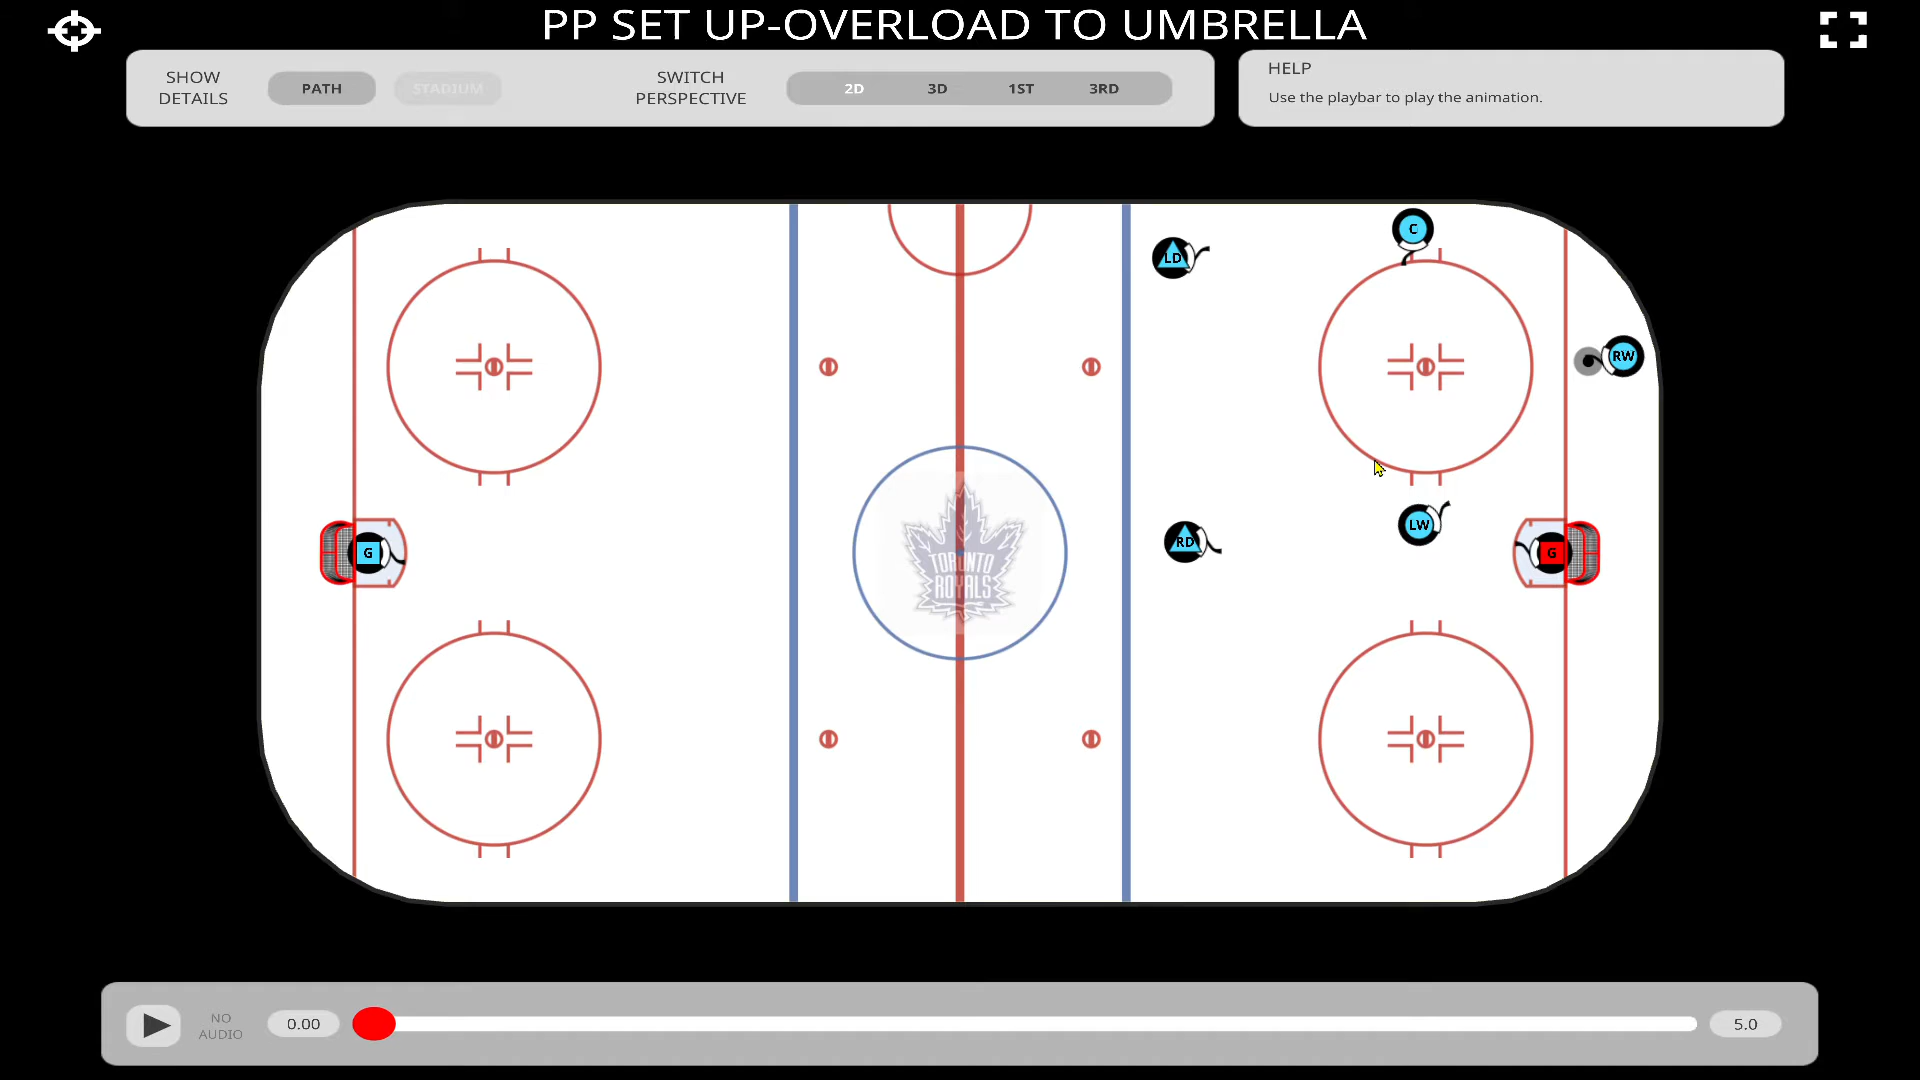 PP SET UP-OVERLOAD TO UMBRELLA
SHOW
DETAILS
PATH
STADIUM
SWITCH
PERSPECTIVE
2D
3D
1ST
3RD
HELP
Use the playbar to play the animation.
C
LD
RW
LW
RD
G
G
TORONTO
ROYALS
NO
AUDIO
0.00
5.0